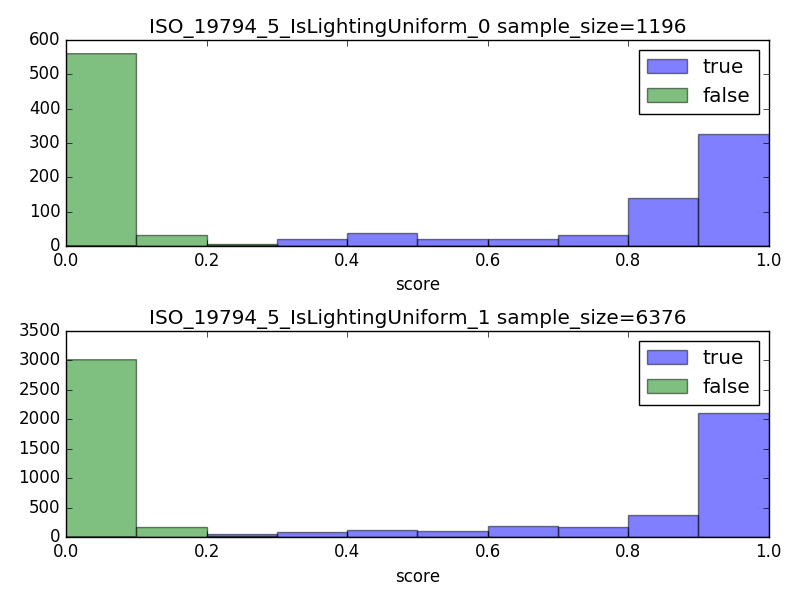 ISO_19794_5_IsLightingUniform_0 sample_size=1196
600
500
400
300
200
100
0
true
false
0.0 0.2 0.4 0.6 0.8 1.0
score
ISO_19794_5_IsLightingUniform_1 sample_size=6376
3500
3000
2500
2000
1500
1000
500
0
true
false
0.0 0.2 0.4 0.6 0.8 1.0
score